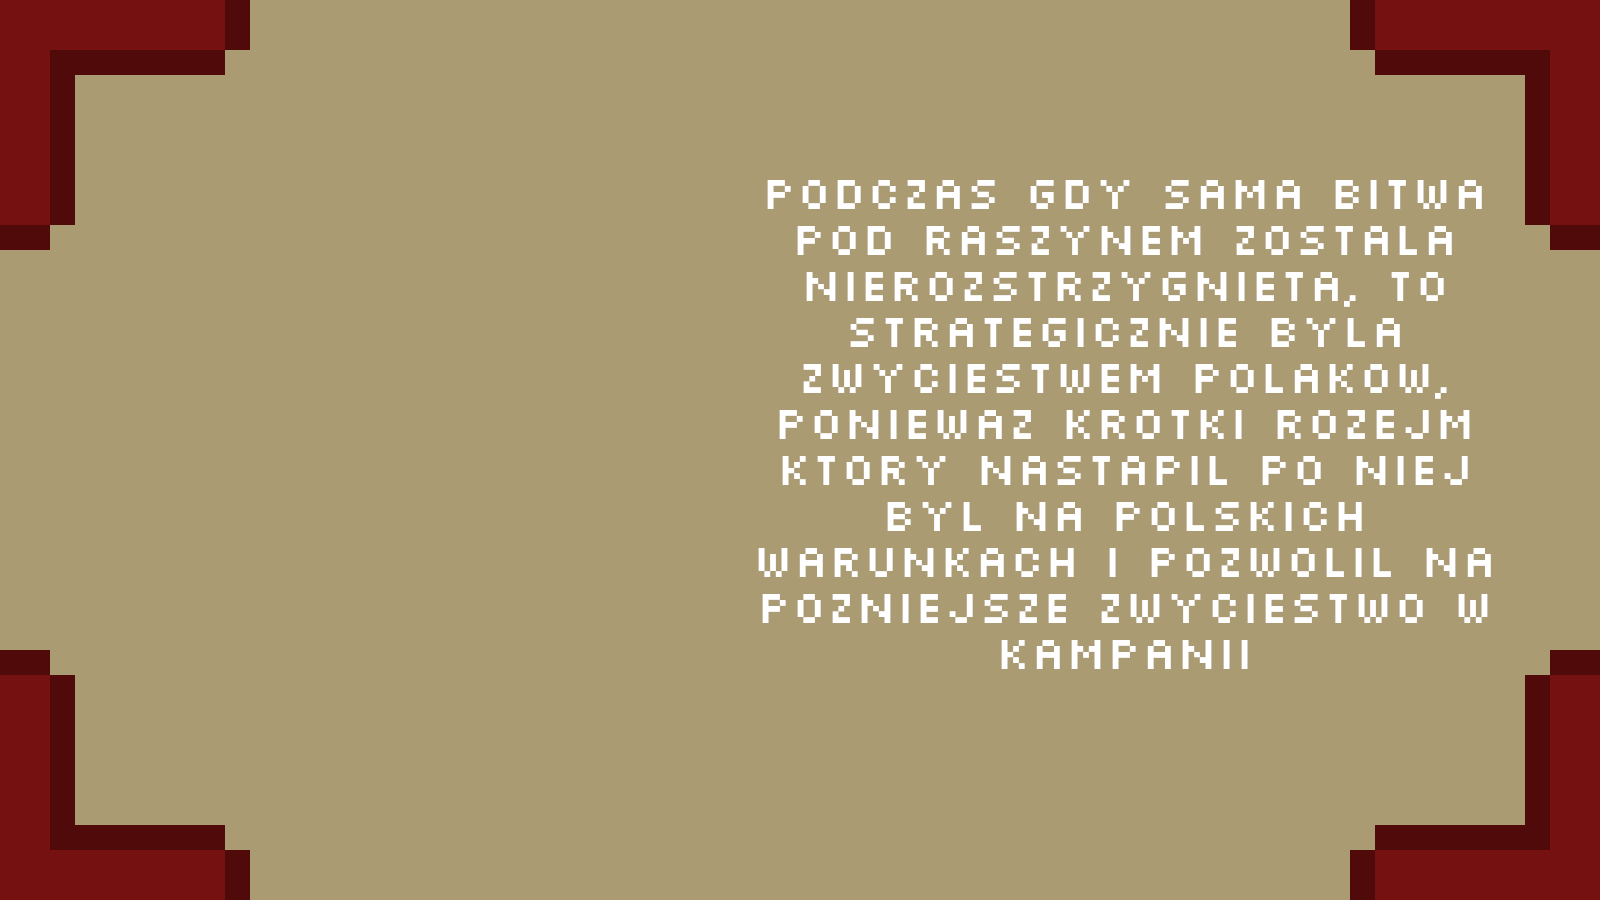 PODCZAS GDY SAMA BITWA
POD RASZYNEM ZOSTALA
NIEROZSTRZYGNIETA, TO
STRATEGICZNIE BYLA
ZWYCIESTWEM POLAKOW,
PONIEWAZ KROTKI ROZEJM
KTORY NASTAPIL PO NIEJ
BYL NA POLSKICH
WARUNKACH I POZWOLIL NA
POZNIEJSZE ZWYCIESTWO W
KAMPANII